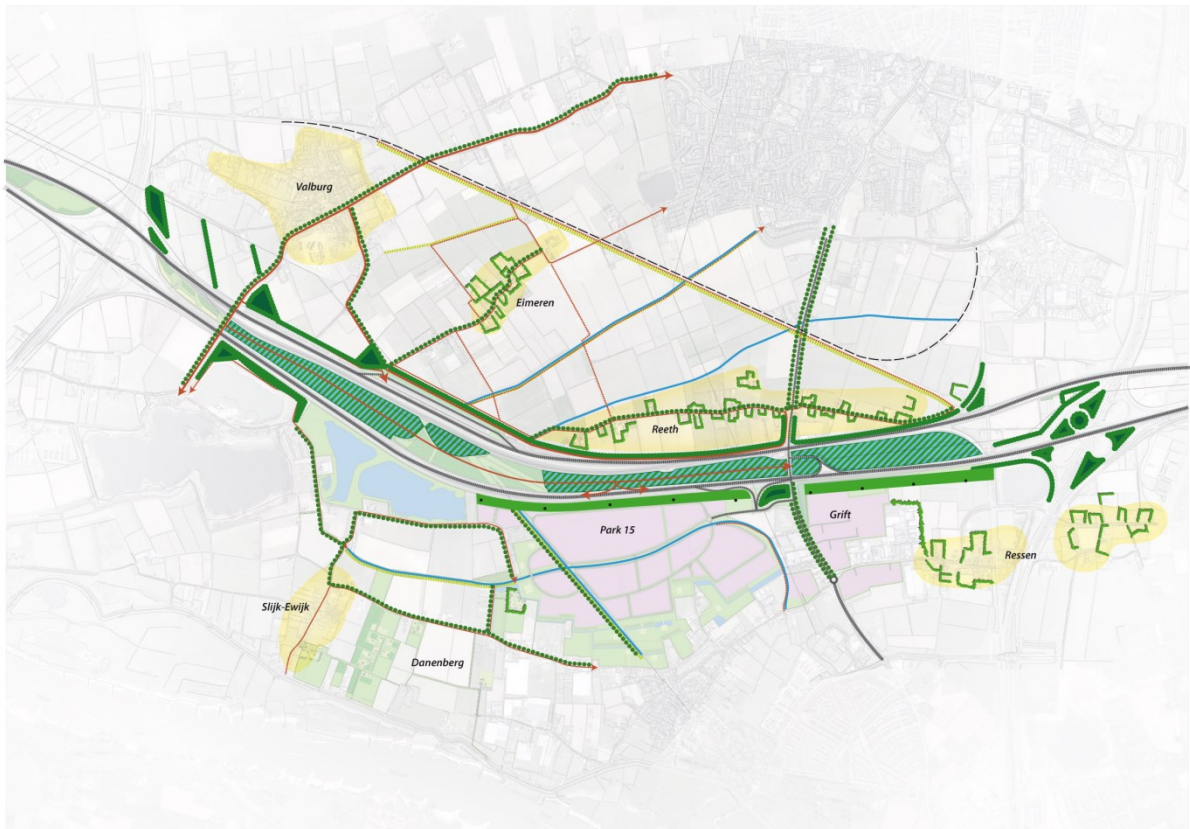 Valburg
Eimeren
Reeth
Park 15
Grift
Ressen
Slijk-Ewijk
Danenberg